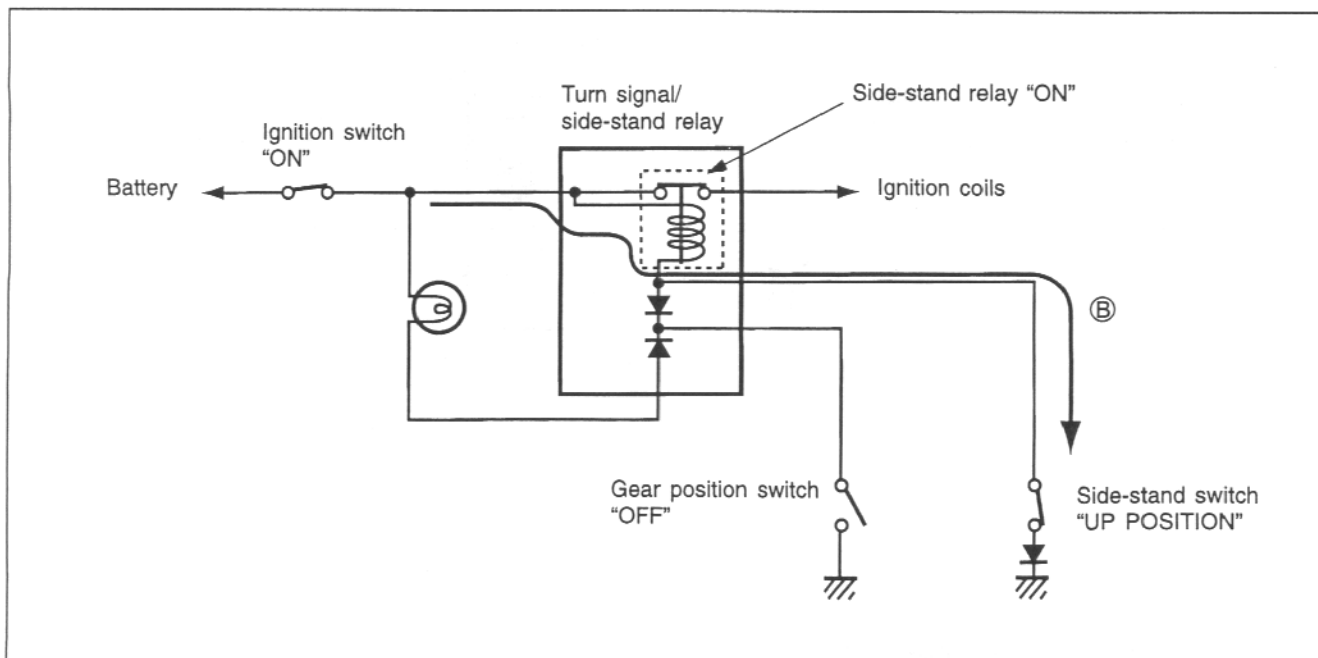 Turn signal/
side-stand relay
Side-stand relay “ON”
Ignition switch
“ON”
Battery
Ignition coils
Ⓑ
Gear position switch
“OFF”
Side-stand switch
“UP POSITION”